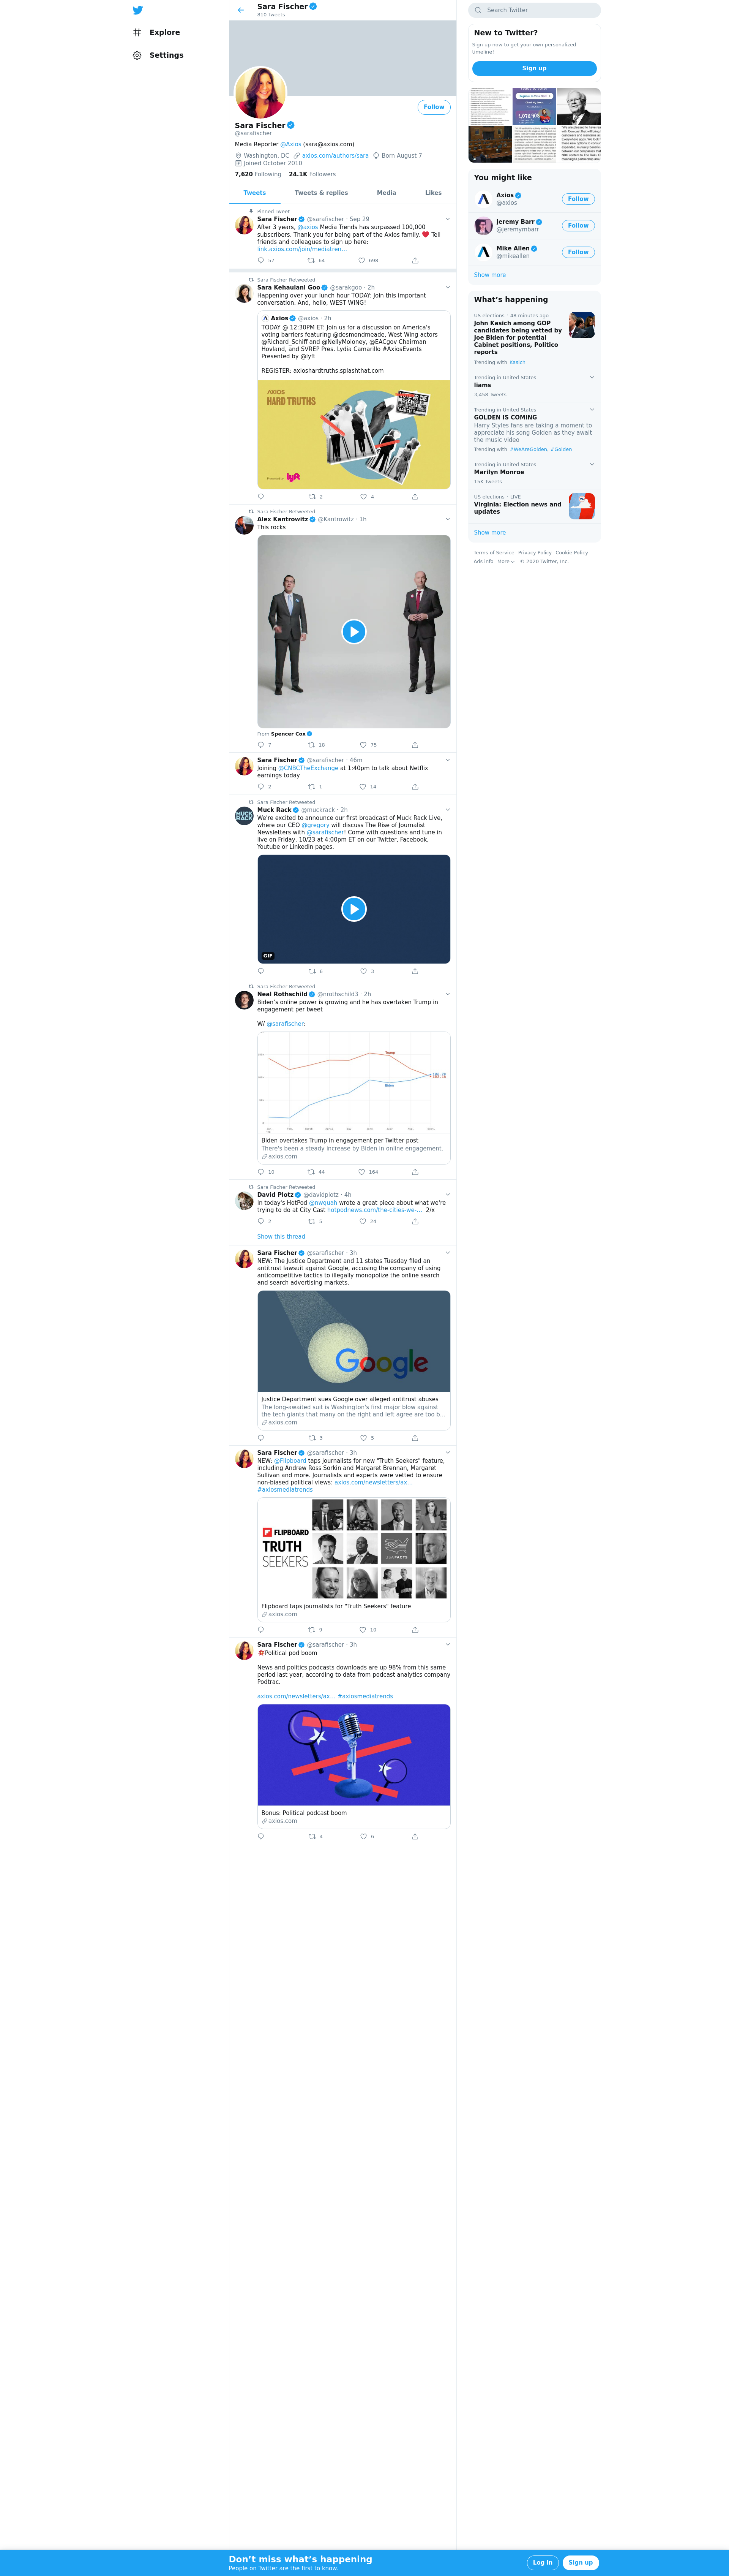 Explore
Settings
Sara Fischer
810 Tweets
Follow
Sara Fischer
@sarafischer
Media Reporter @Axios (sara@axios.com)
Washington, DC axios.com/authors/sara Born August 7
Joined October 2010
7,620 Following 24.1K Followers
Tweets Tweets & replies Media Likes
Pinned Tweet
Sara Fischer @sarafischer · Sep 29
After 3 years, @axios Media Trends has surpassed 100,000
subscribers. Thank you for being part of the Axios family. ❤️ Tell
friends and colleagues to sign up here:
link.axios.com/join/mediatren…
57 64 698
Sara Fischer Retweeted
Sara Kehaulani Goo @sarakgoo · 2h
Happening over your lunch hour TODAY: Join this important
conversation. And, hello, WEST WING!
Axios @axios · 2h
TODAY @ 12:30PM ET: Join us for a discussion on America's
voting barriers featuring @desmondmeade, West Wing actors
@Richard_Schiff and @NellyMoloney, @EACgov Chairman
Hovland, and SVREP Pres. Lydia Camarillo #AxiosEvents
Presented by @lyft
REGISTER: axioshardtruths.splashthat.com
AXIOS
HARD TRUTHS
lyft
2 4
Sara Fischer Retweeted
Alex Kantrowitz @Kantrowitz · 1h
This rocks
From Spencer Cox
7 18 75
Sara Fischer @sarafischer · 46m
Joining @CNBCTheExchange at 1:40pm to talk about Netflix
earnings today
2 1 14
Sara Fischer Retweeted
Muck Rack @muckrack · 2h
We're excited to announce our first broadcast of Muck Rack Live,
where our CEO @gregory will discuss The Rise of Journalist
Newsletters with @sarafischer! Come with questions and tune in
live on Friday, 10/23 at 4:00pm ET on our Twitter, Facebook,
Youtube or LinkedIn pages.
MUCK
RACK
GIF
6 3
Sara Fischer Retweeted
Neal Rothschild @nrothschild3 · 2h
Biden's online power is growing and he has overtaken Trump in
engagement per tweet
W/ @sarafischer:
Trump
Biden
Biden overtakes Trump in engagement per Twitter post
There's been a steady increase by Biden in online engagement.
axios.com
10 44 164
Sara Fischer Retweeted
David Plotz @davidplotz · 4h
In today's HotPod @nwquah wrote a great piece about what we're
trying to do at City Cast hotpodnews.com/the-cities-we-… 2/x
2 5 24
Show this thread
Sara Fischer @sarafischer · 3h
NEW: The Justice Department and 11 states Tuesday filed an
antitrust lawsuit against Google, accusing the company of using
anticompetitive tactics to illegally monopolize the online search
and search advertising markets.
Google
Justice Department sues Google over alleged antitrust abuses
The long-awaited suit is Washington's first major blow against
the tech giants that many on the right and left agree are too b…
axios.com
3 5
Sara Fischer @sarafischer · 3h
NEW: @Flipboard taps journalists for new "Truth Seekers" feature,
including Andrew Ross Sorkin and Margaret Brennan, Margaret
Sullivan and more. Journalists and experts were vetted to ensure
non-biased political views: axios.com/newsletters/ax…
#axiosmediatrends
FLIPBOARD
TRUTH
SEEKERS
USAFACTS
Flipboard taps journalists for "Truth Seekers" feature
axios.com
9 10
Sara Fischer @sarafischer · 3h
💥Political pod boom
News and politics podcasts downloads are up 98% from this same
period last year, according to data from podcast analytics company
Podtrac.
axios.com/newsletters/ax… #axiosmediatrends
Bonus: Political podcast boom
axios.com
4 6
Search Twitter
New to Twitter?
Sign up now to get your own personalized
timeline!
Sign up
You might like
Axios
@axios
Follow
Jeremy Barr
@jeremymbarr
Follow
Mike Allen
@mikeallen
Follow
Show more
What's happening
US elections · 46 minutes ago
John Kasich among GOP
candidates being vetted by
Joe Biden for potential
Cabinet positions, Politico
reports
Trending with Kasich
Trending in United States
liams
3,458 Tweets
Trending in United States
GOLDEN IS COMING
Harry Styles fans are taking a moment to
appreciate his song Golden as they await
the music video
Trending with #WeAreGolden, #Golden
Trending in United States
Marilyn Monroe
15K Tweets
US elections · LIVE
Virginia: Election news and
updates
Show more
Terms of Service Privacy Policy Cookie Policy
Ads info More © 2020 Twitter, Inc.
Don't miss what's happening
People on Twitter are the first to know.
Log in Sign up